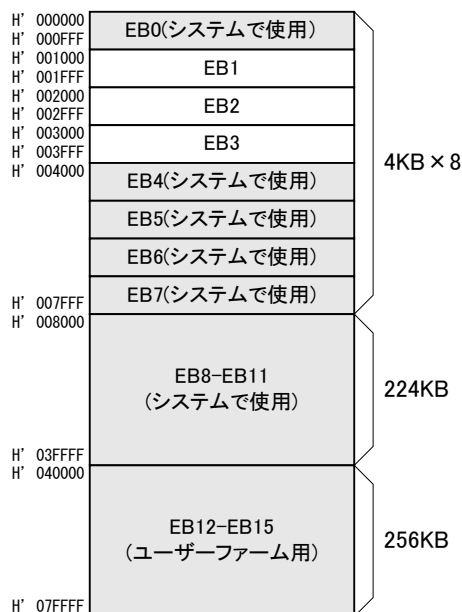 H’ 000000
EB0(システムで使用)
H’ 000FFF
H’ 001000
EB1
H’ 001FFF
H’ 002000
EB2
H’ 002FFF
H’ 003000
EB3
H’ 003FFF
H’ 004000
EB4(システムで使用)
4KB×8
EB5(システムで使用)
EB6(システムで使用)
EB7(システムで使用)
H’ 007FFF
H’ 008000
EB8-EB11
(システムで使用)
224KB
H’ 03FFFF
H’ 040000
EB12-EB15
(ユーザーファーム用)
256KB
H’ 07FFFF